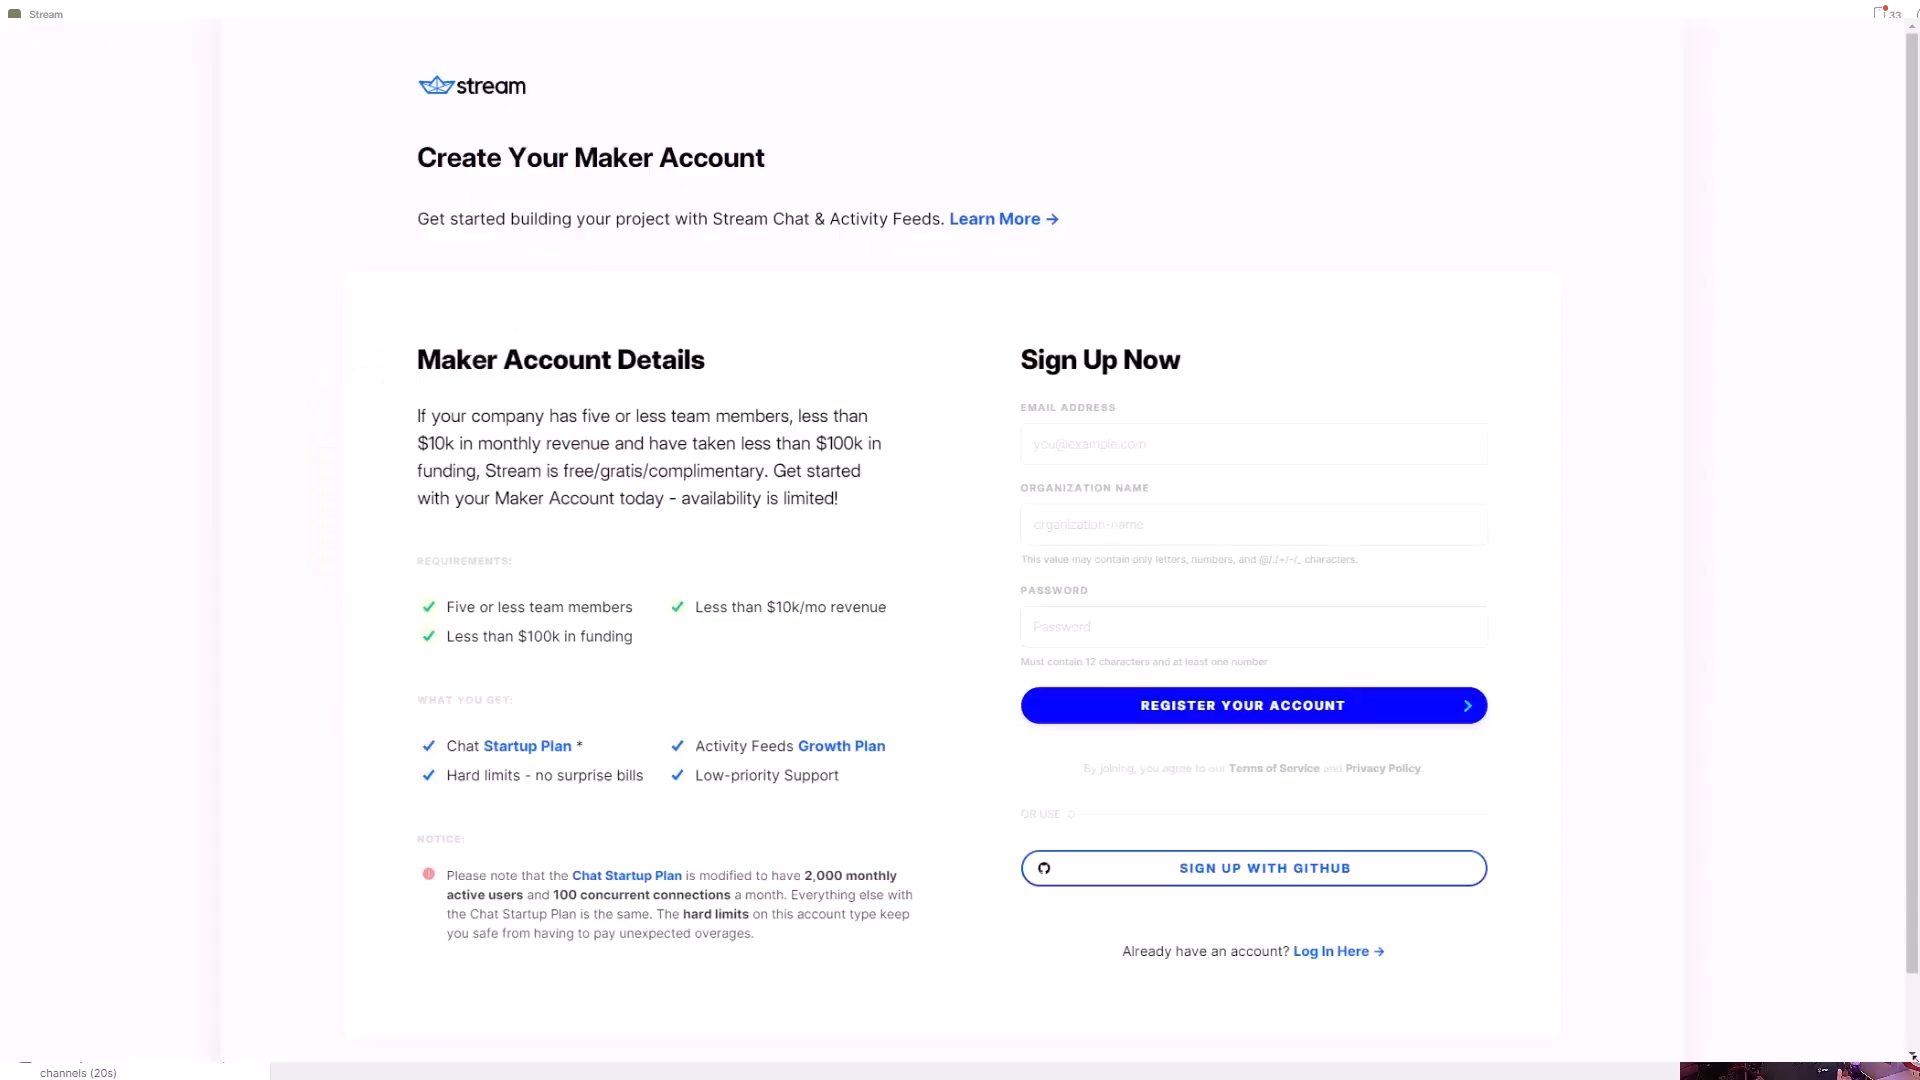 Stream
33
stream
Create Your Maker Account
Get started building your project with Stream Chat & Activity Feeds. Learn More →
Maker Account Details
If your company has five or less team members, less than
$10k in monthly revenue and have taken less than $100k in
funding, Stream is free/gratis/complimentary. Get started
with your Maker Account today - availability is limited!
REQUIREMENTS:
Five or less team members
Less than $10k/mo revenue
Less than $100k in funding
WHAT YOU GET:
Chat Startup Plan *
Activity Feeds Growth Plan
Hard limits - no surprise bills
Low-priority Support
NOTICE:
Please note that the Chat Startup Plan is modified to have 2,000 monthly
active users and 100 concurrent connections a month. Everything else with
the Chat Startup Plan is the same. The hard limits on this account type keep
you safe from having to pay unexpected overages.
Sign Up Now
EMAIL ADDRESS
you@example.com
ORGANIZATION NAME
organization-name
This value may contain only letters, numbers, and @/./+/-/_ characters.
PASSWORD
Password
Must contain 12 characters and at least one number
REGISTER YOUR ACCOUNT
By joining, you agree to our Terms of Service and Privacy Policy.
OR USE
SIGN UP WITH GITHUB
Already have an account? Log In Here →
channels (20s)